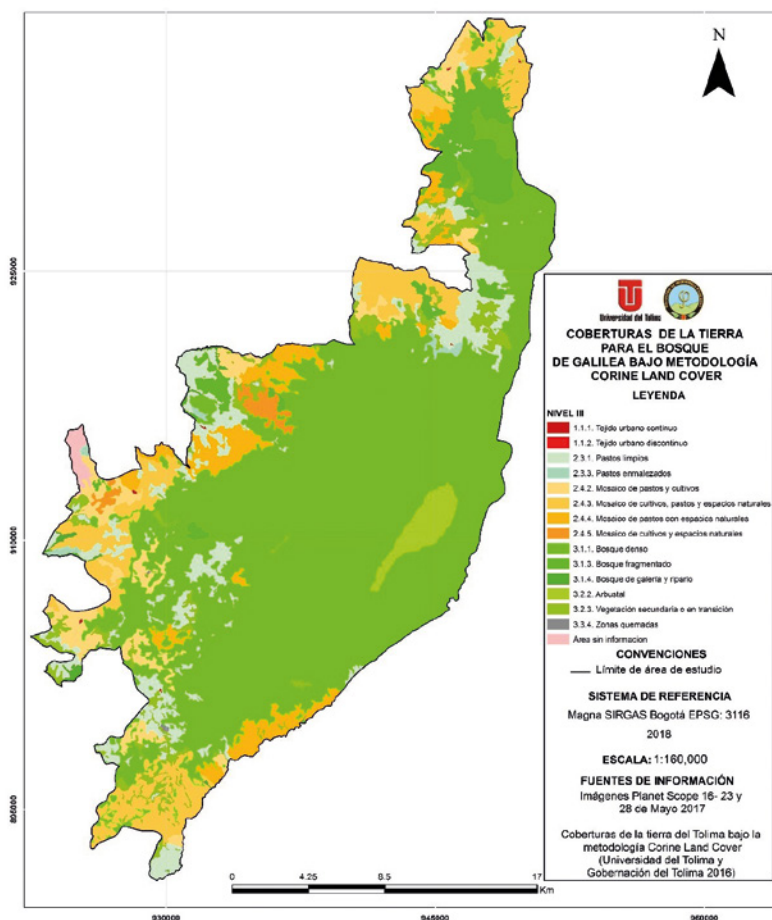 N
925000
910000
895000
930000
945000
960000
0 4.25 8.5 17
Km
Universidad del Tolima
COBERTURAS DE LA TIERRA
PARA EL BOSQUE
DE GALILEA BAJO METODOLOGÍA
CORINE LAND COVER
LEYENDA
NIVEL III
1.1.1. Tejido urbano continuo
1.1.2. Tejido urbano discontinuo
2.3.1. Pastos limpios
2.3.3. Pastos enmalezados
2.4.2. Mosaico de pastos y cultivos
2.4.3. Mosaico de cultivos, pastos y espacios naturales
2.4.4. Mosaico de pastos con espacios naturales
2.4.5. Mosaico de cultivos y espacios naturales
3.1.1. Bosque denso
3.1.3. Bosque fragmentado
3.1.4. Bosque de galería y ripario
3.2.2. Arbustal
3.2.3. Vegetación secundaria o en transición
3.3.4. Zonas quemadas
Area sin informacion
CONVENCIONES
Límite de área de estudio
SISTEMA DE REFERENCIA
Magna SIRGAS Bogotá EPSG: 3116
2018
ESCALA: 1:160,000
FUENTES DE INFORMACIÓN
Imágenes Planet Scope 16- 23 y
28 de Mayo 2017
Coberturas de la tierra del Tolima bajo la
metodología Corine Land Cover
(Universidad del Tolima y
Gobernación del Tolima 2016)